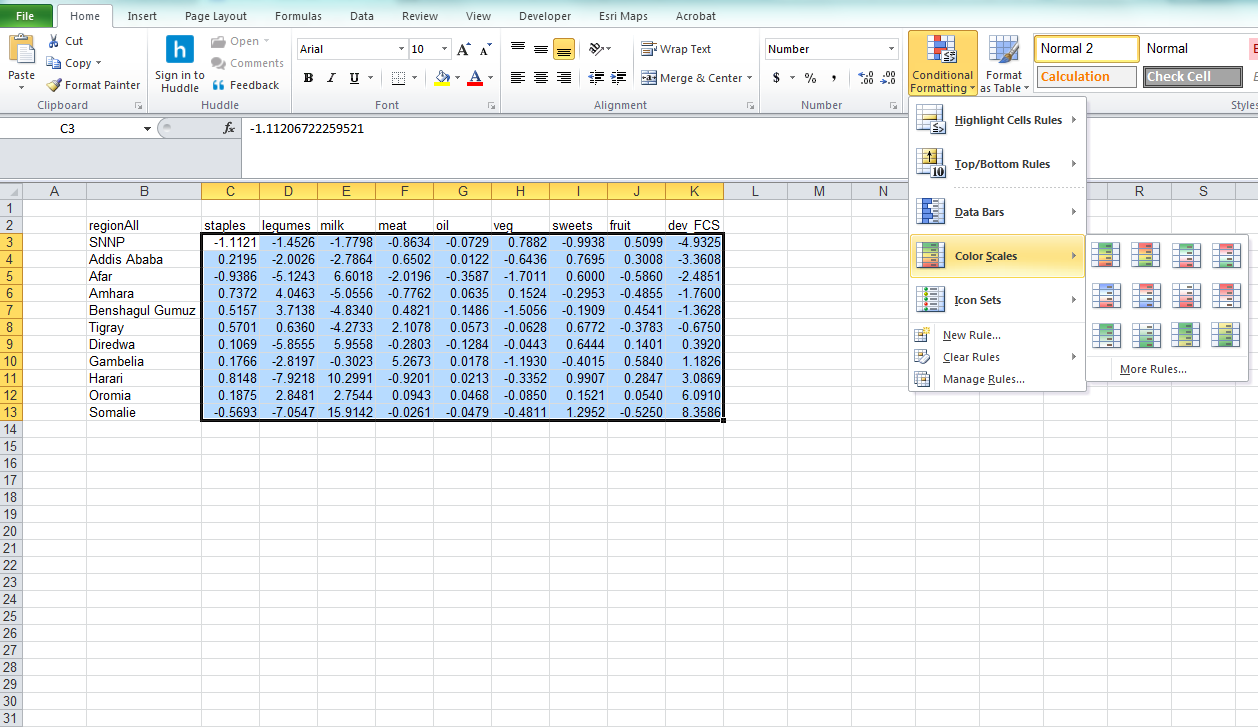 File Home Insert Page Layout Formulas Data Review View Developer Esri Maps Acrobat
Paste
Cut
Copy
Format Painter
Clipboard
Sign in to Huddle
Open
Comments
Feedback
Huddle
Arial 10
B I U A
Font
Wrap Text
Merge & Center
Alignment
Number
$ % ,
Number
Conditional Formatting
Format as Table
Normal 2 Normal
Calculation Check Cell
Styles
C3 fx -1.11206722259521
Highlight Cells Rules
Top/Bottom Rules
Data Bars
Color Scales
Icon Sets
New Rule...
Clear Rules
Manage Rules...
More Rules...
A B C D E F G H I J K L M N R S
1
2 regionAll staples legumes milk meat oil veg sweets fruit dev_FCS
3 SNNP -1.1121 -1.4526 -1.7798 -0.8634 -0.0729 0.7882 -0.9938 0.5099 -4.9325
4 Addis Ababa 0.2195 -2.0026 -2.7864 0.6502 0.0122 -0.6436 0.7695 0.3008 -3.3608
5 Afar -0.9386 -5.1243 6.6018 -2.0196 -0.3587 -1.7011 0.6000 -0.5860 -2.4851
6 Amhara 0.7372 4.0463 -5.0556 -0.7762 0.0635 0.1524 -0.2953 -0.4855 -1.7600
7 Benshagul Gumuz 0.5157 3.7138 -4.8340 0.4821 0.1486 -1.5056 -0.1909 0.4541 -1.3628
8 Tigray 0.5701 0.6360 -4.2733 2.1078 0.0573 -0.0628 0.6772 -0.3783 -0.6750
9 Diredwa 0.1069 -5.8555 5.9558 -0.2803 -0.1284 -0.0443 0.6444 0.1401 0.3920
10 Gambelia 0.1766 -2.8197 -0.3023 5.2673 0.0178 -1.1930 -0.4015 0.5840 1.1826
11 Harari 0.8148 -7.9218 10.2991 -0.9201 0.0213 -0.3352 0.9907 0.2847 3.0869
12 Oromia 0.1875 2.8481 2.7544 0.0943 0.0468 -0.0850 0.1521 0.0540 6.0910
13 Somalie -0.5693 -7.0547 15.9142 -0.0261 -0.0479 -0.4811 1.2952 -0.5250 8.3586
14
15
16
17
18
19
20
21
22
23
24
25
26
27
28
29
30
31